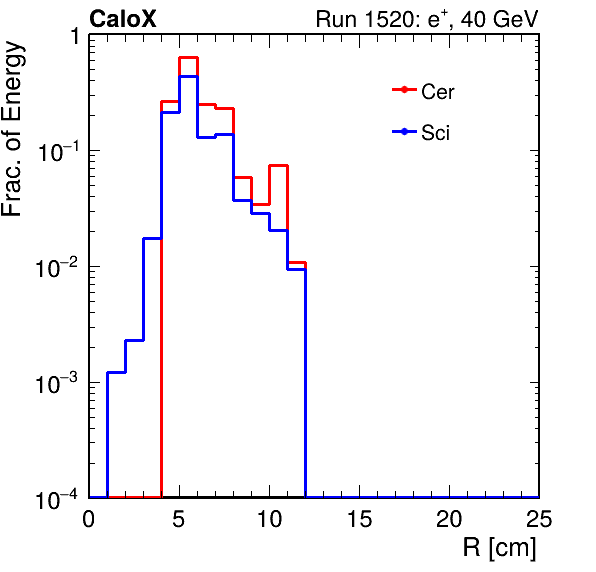 CaloX Run 1520: e⁺, 40 GeV
Frac. of Energy
1
10⁻¹
10⁻²
10⁻³
10⁻⁴
Cer
Sci
0 5 10 15 20 25
R [cm]